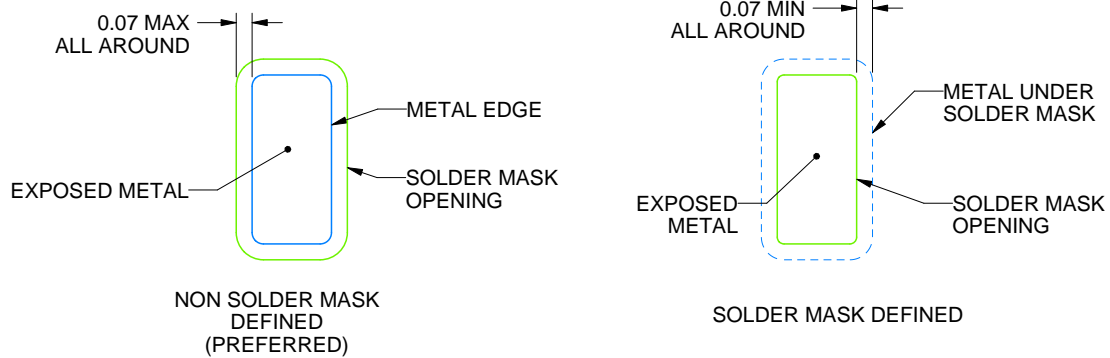 0.07 MAX
ALL AROUND
METAL EDGE
EXPOSED METAL
SOLDER MASK
OPENING
NON SOLDER MASK
DEFINED
(PREFERRED)
0.07 MIN
ALL AROUND
METAL UNDER
SOLDER MASK
EXPOSED
METAL
SOLDER MASK
OPENING
SOLDER MASK DEFINED